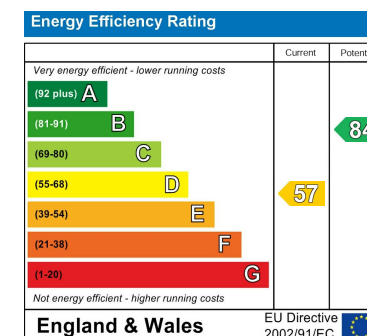 Energy Efficiency Rating
Current Potent
Very energy efficient - lower running costs
(92 plus) A
(81-91) B
84
(69-80) C
(55-68) D
57
(39-54) E
(21-38) F
(1-20) G
Not energy efficient - higher running costs
England & Wales
EU Directive
2002/91/EC